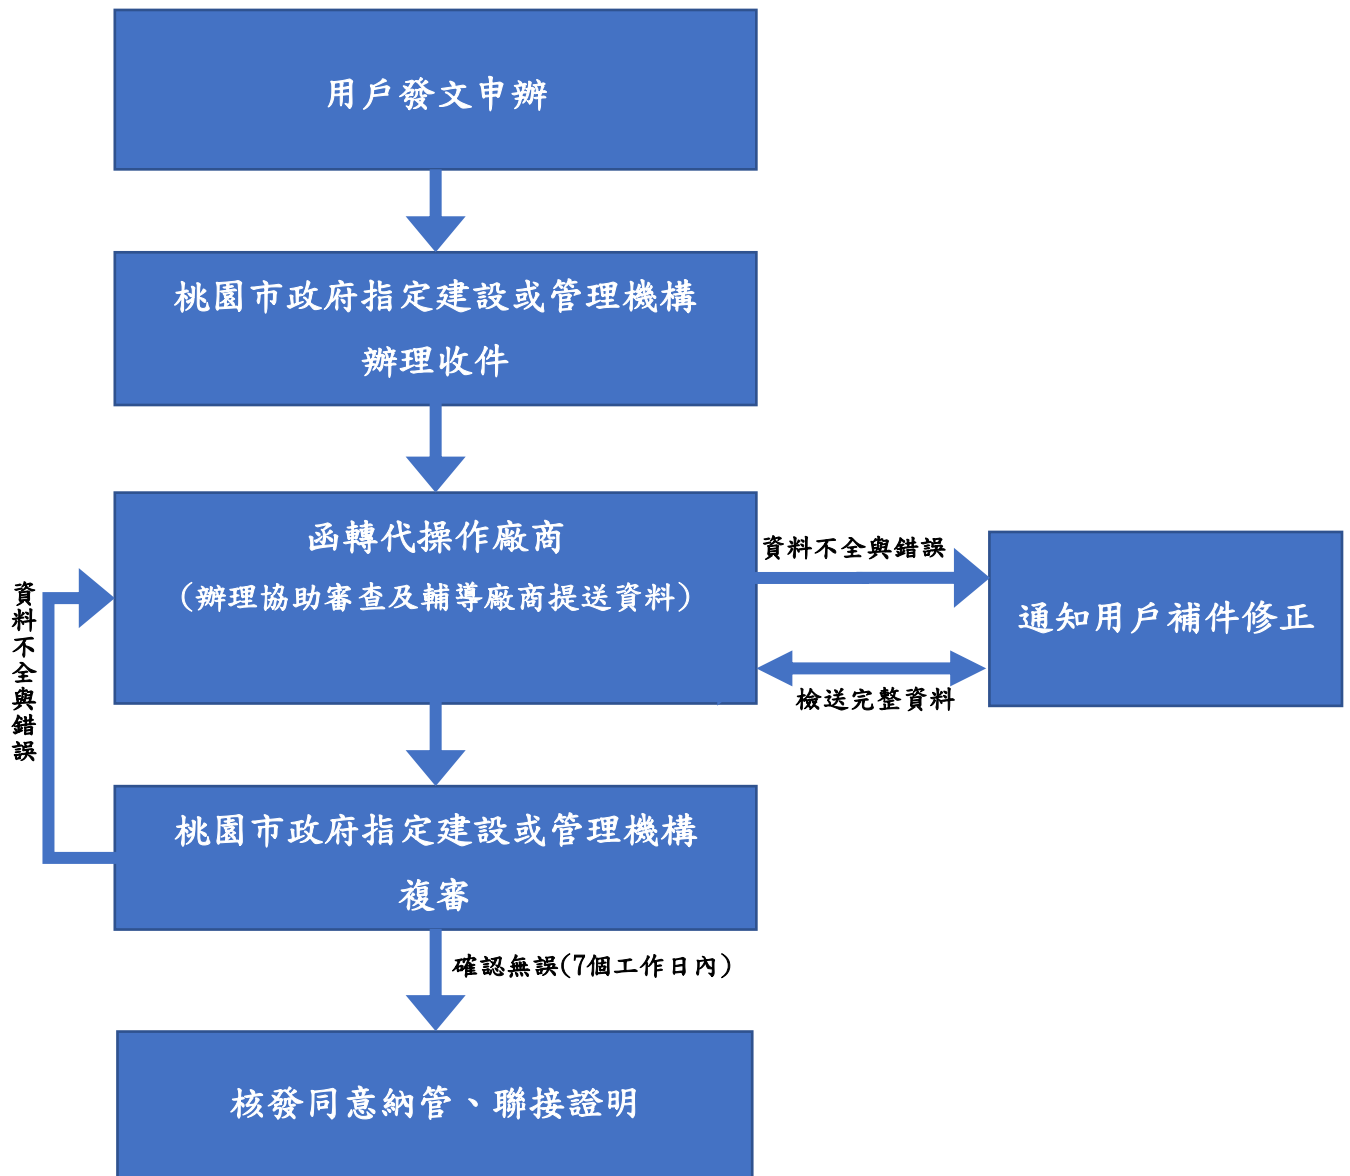 用戶發文申辦
桃園市政府指定建設或管理機構
辦理收件
函轉代操作廠商
(辦理協助審查及輔導廠商提送資料)
資料不全與錯誤
通知用戶補件修正
檢送完整資料
資料不全與錯誤
桃園市政府指定建設或管理機構
複審
確認無誤(7個工作日內)
核發同意納管、聯接證明